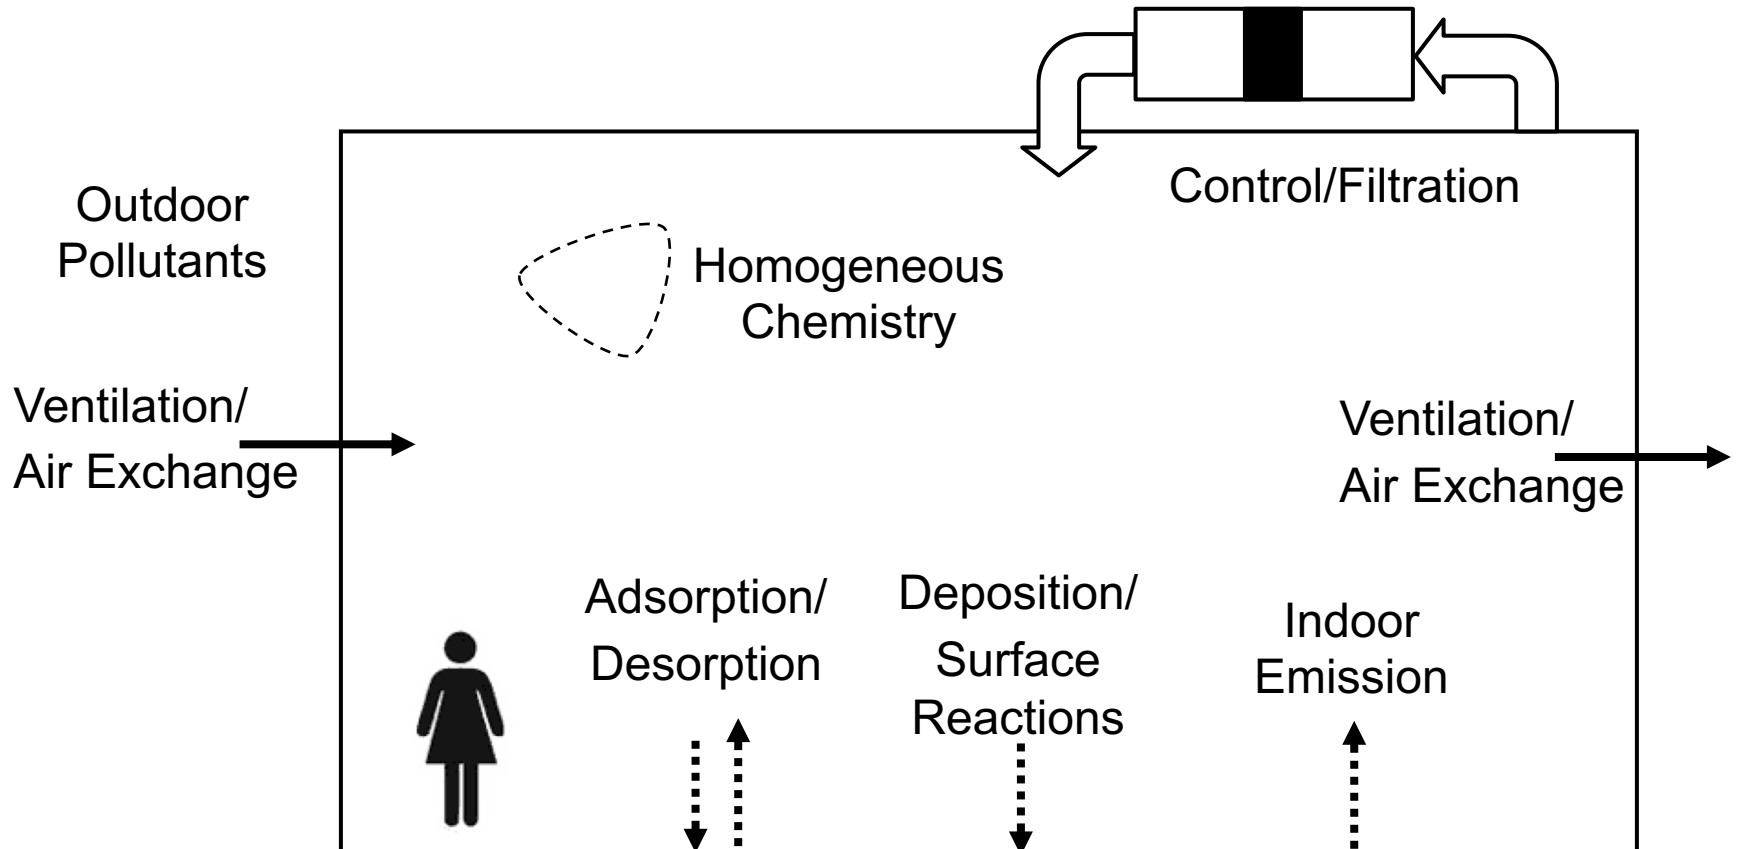 Control/Filtration
Outdoor
Pollutants
Homogeneous
Chemistry
Ventilation/
Air Exchange
Ventilation/
Air Exchange
Adsorption/
Desorption
Deposition/
Surface
Reactions
Indoor
Emission